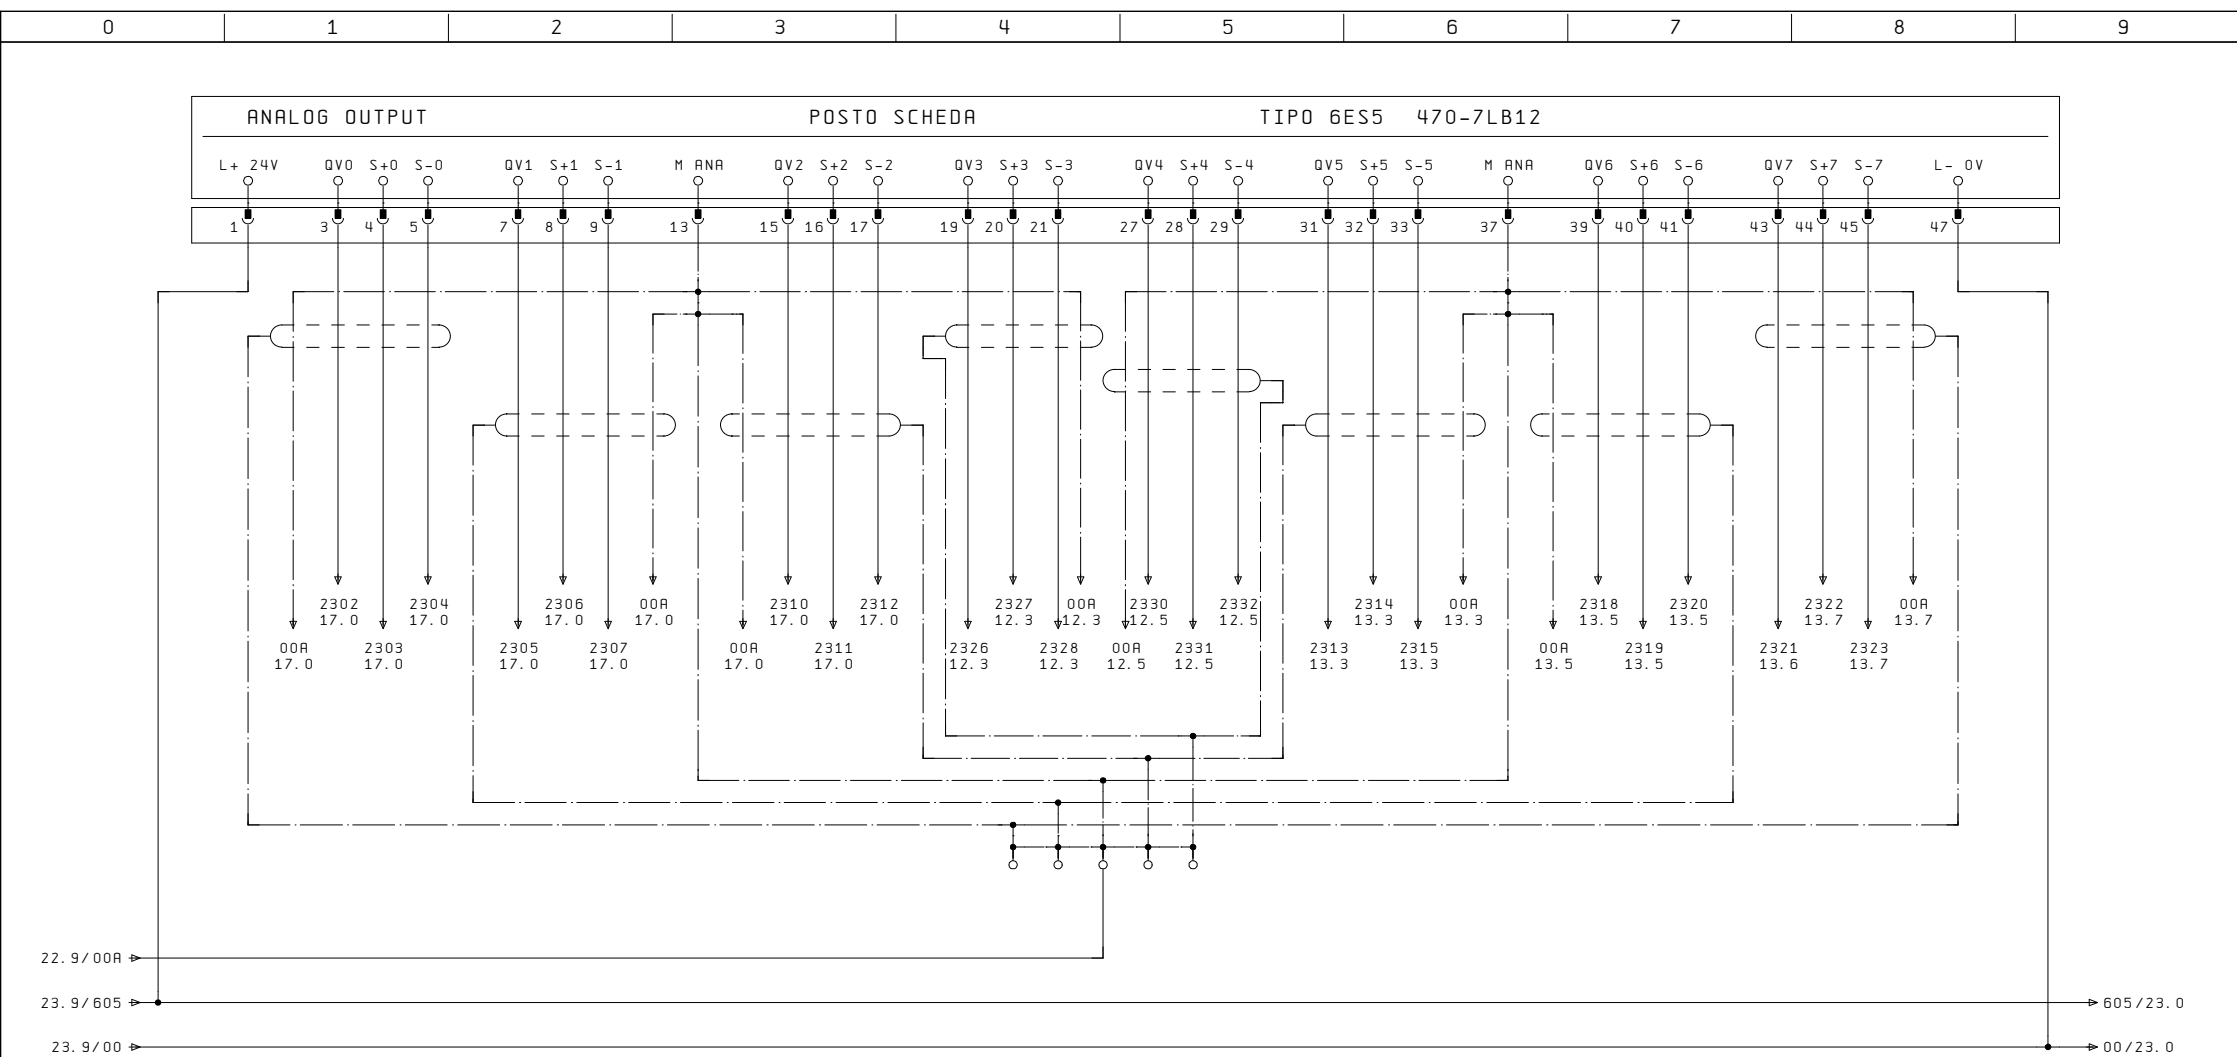 0 1 2 3 4 5 6 7 8 9
ANALOG OUTPUT POSTO SCHEDA TIPO 6ES5 470-7LB12
L+ 24V QV0 S+0 S-0 QV1 S+1 S-1 M ANA QV2 S+2 S-2 QV3 S+3 S-3 QV4 S+4 S-4 QV5 S+5 S-5 M ANA QV6 S+6 S-6 QV7 S+7 S-7 L- 0V
1 3 4 5 7 8 9 13 15 16 17 19 20 21 27 28 29 31 32 33 37 39 40 41 43 44 45 47
2302 2304 2306 00A 2310 2312 2327 00A 2330 2332 2314 00A 2318 2320 2322 00A
17.0 17.0 17.0 17.0 17.0 17.0 12.3 12.3 12.5 12.5 13.3 13.3 13.5 13.5 13.7 13.7
00A 2303 2305 2307 00A 2311 2326 2328 00A 2331 2313 2315 00A 2319 2321 2323
17.0 17.0 17.0 17.0 17.0 17.0 12.3 12.3 12.5 12.5 13.3 13.3 13.5 13.5 13.6 13.7
22.9/00A
23.9/605 605/23.0
23.9/00 00/23.0